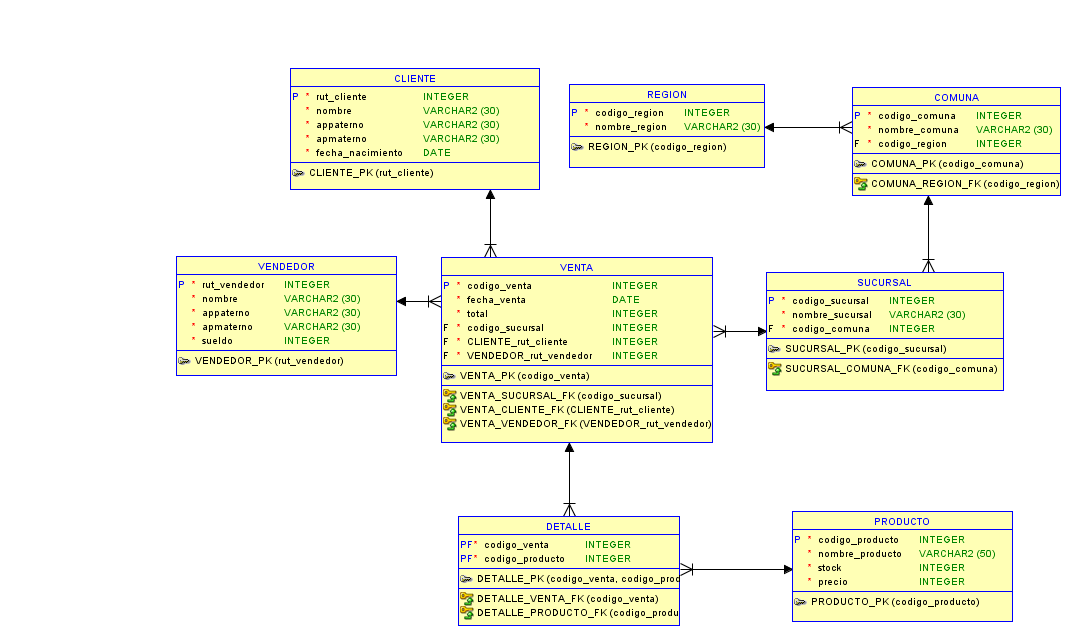 CLIENTE
P * rut_cliente INTEGER
* nombre VARCHAR2 (30)
* appaterno VARCHAR2 (30)
* apmaterno VARCHAR2 (30)
* fecha_nacimiento DATE
CLIENTE_PK (rut_cliente)
REGION
P * codigo_region INTEGER
* nombre_region VARCHAR2 (30)
REGION_PK (codigo_region)
COMUNA
P * codigo_comuna INTEGER
* nombre_comuna VARCHAR2 (30)
F * codigo_region INTEGER
COMUNA_PK (codigo_comuna)
COMUNA_REGION_FK (codigo_region)
VENDEDOR
P * rut_vendedor INTEGER
* nombre VARCHAR2 (30)
* appaterno VARCHAR2 (30)
* apmaterno VARCHAR2 (30)
* sueldo INTEGER
VENDEDOR_PK (rut_vendedor)
VENTA
P * codigo_venta INTEGER
* fecha_venta DATE
* total INTEGER
F * codigo_sucursal INTEGER
F * CLIENTE_rut_cliente INTEGER
F * VENDEDOR_rut_vendedor INTEGER
VENTA_PK (codigo_venta)
VENTA_SUCURSAL_FK (codigo_sucursal)
VENTA_CLIENTE_FK (CLIENTE_rut_cliente)
VENTA_VENDEDOR_FK (VENDEDOR_rut_vendedor)
SUCURSAL
P * codigo_sucursal INTEGER
* nombre_sucursal VARCHAR2 (30)
F * codigo_comuna INTEGER
SUCURSAL_PK (codigo_sucursal)
SUCURSAL_COMUNA_FK (codigo_comuna)
DETALLE
PF* codigo_venta INTEGER
PF* codigo_producto INTEGER
DETALLE_PK (codigo_venta, codigo_prod
DETALLE_VENTA_FK (codigo_venta)
DETALLE_PRODUCTO_FK (codigo_produ
PRODUCTO
P * codigo_producto INTEGER
* nombre_producto VARCHAR2 (50)
* stock INTEGER
* precio INTEGER
PRODUCTO_PK (codigo_producto)